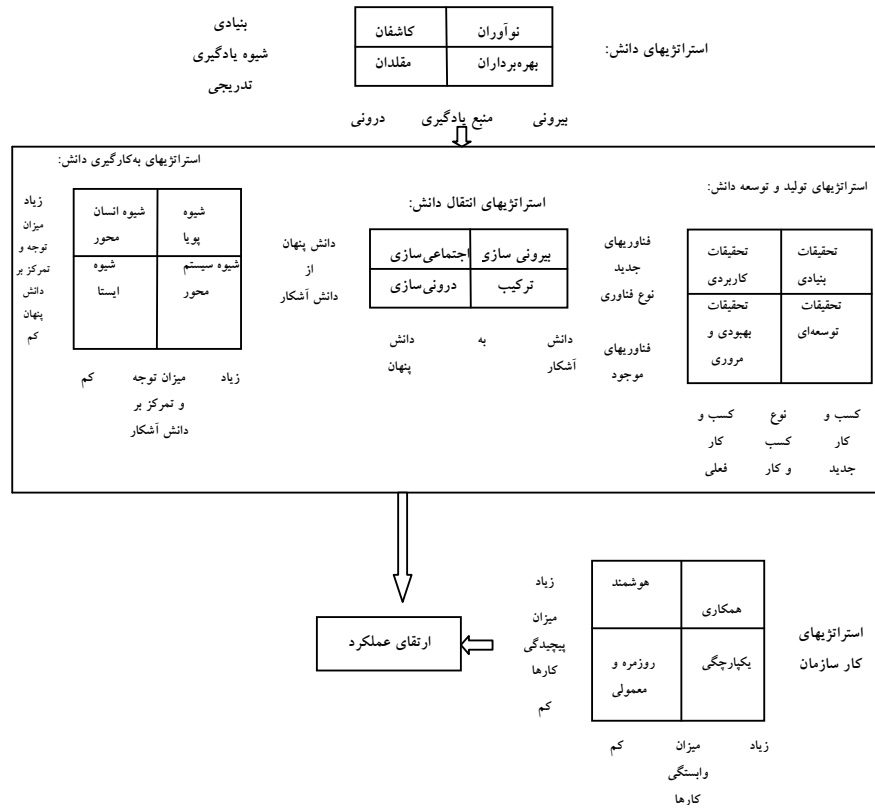 استراتژیهای دانش:
نوآوران
کاشفان
بهره‌برداران
مقلدان
بنیادی
شیوه یادگیری
تدریجی
بیرونی منبع یادگیری درونی
استراتژیهای تولید و توسعه دانش:
تحقیقات
بنیادی
تحقیقات
کاربردی
تحقیقات
توسعه‌ای
تحقیقات
بهبودی و
مروری
فناوریهای
جدید
نوع فناوری
فناوریهای
موجود
کسب و
کار
جدید
نوع
کسب
و کار
کسب و
کار
فعلی
استراتژیهای انتقال دانش:
بیرونی سازی
اجتماعی‌سازی
ترکیب
درونی‌سازی
دانش پنهان
از
دانش آشکار
دانش
آشکار
به
دانش
پنهان
استراتژیهای به‌کارگیری دانش:
شیوه
پویا
شیوه انسان
محور
شیوه سیستم
محور
شیوه
ایستا
زیاد
میزان
توجه و
تمرکز بر
دانش
پنهان
کم
زیاد
میزان توجه
و تمرکز بر
دانش آشکار
کم
استراتژیهای
کار سازمان
هوشمند
همکاری
یکپارچگی
روزمره و
معمولی
زیاد
میزان
پیچیدگی
کارها
کم
زیاد
میزان
وابستگی
کارها
کم
ارتقای عملکرد